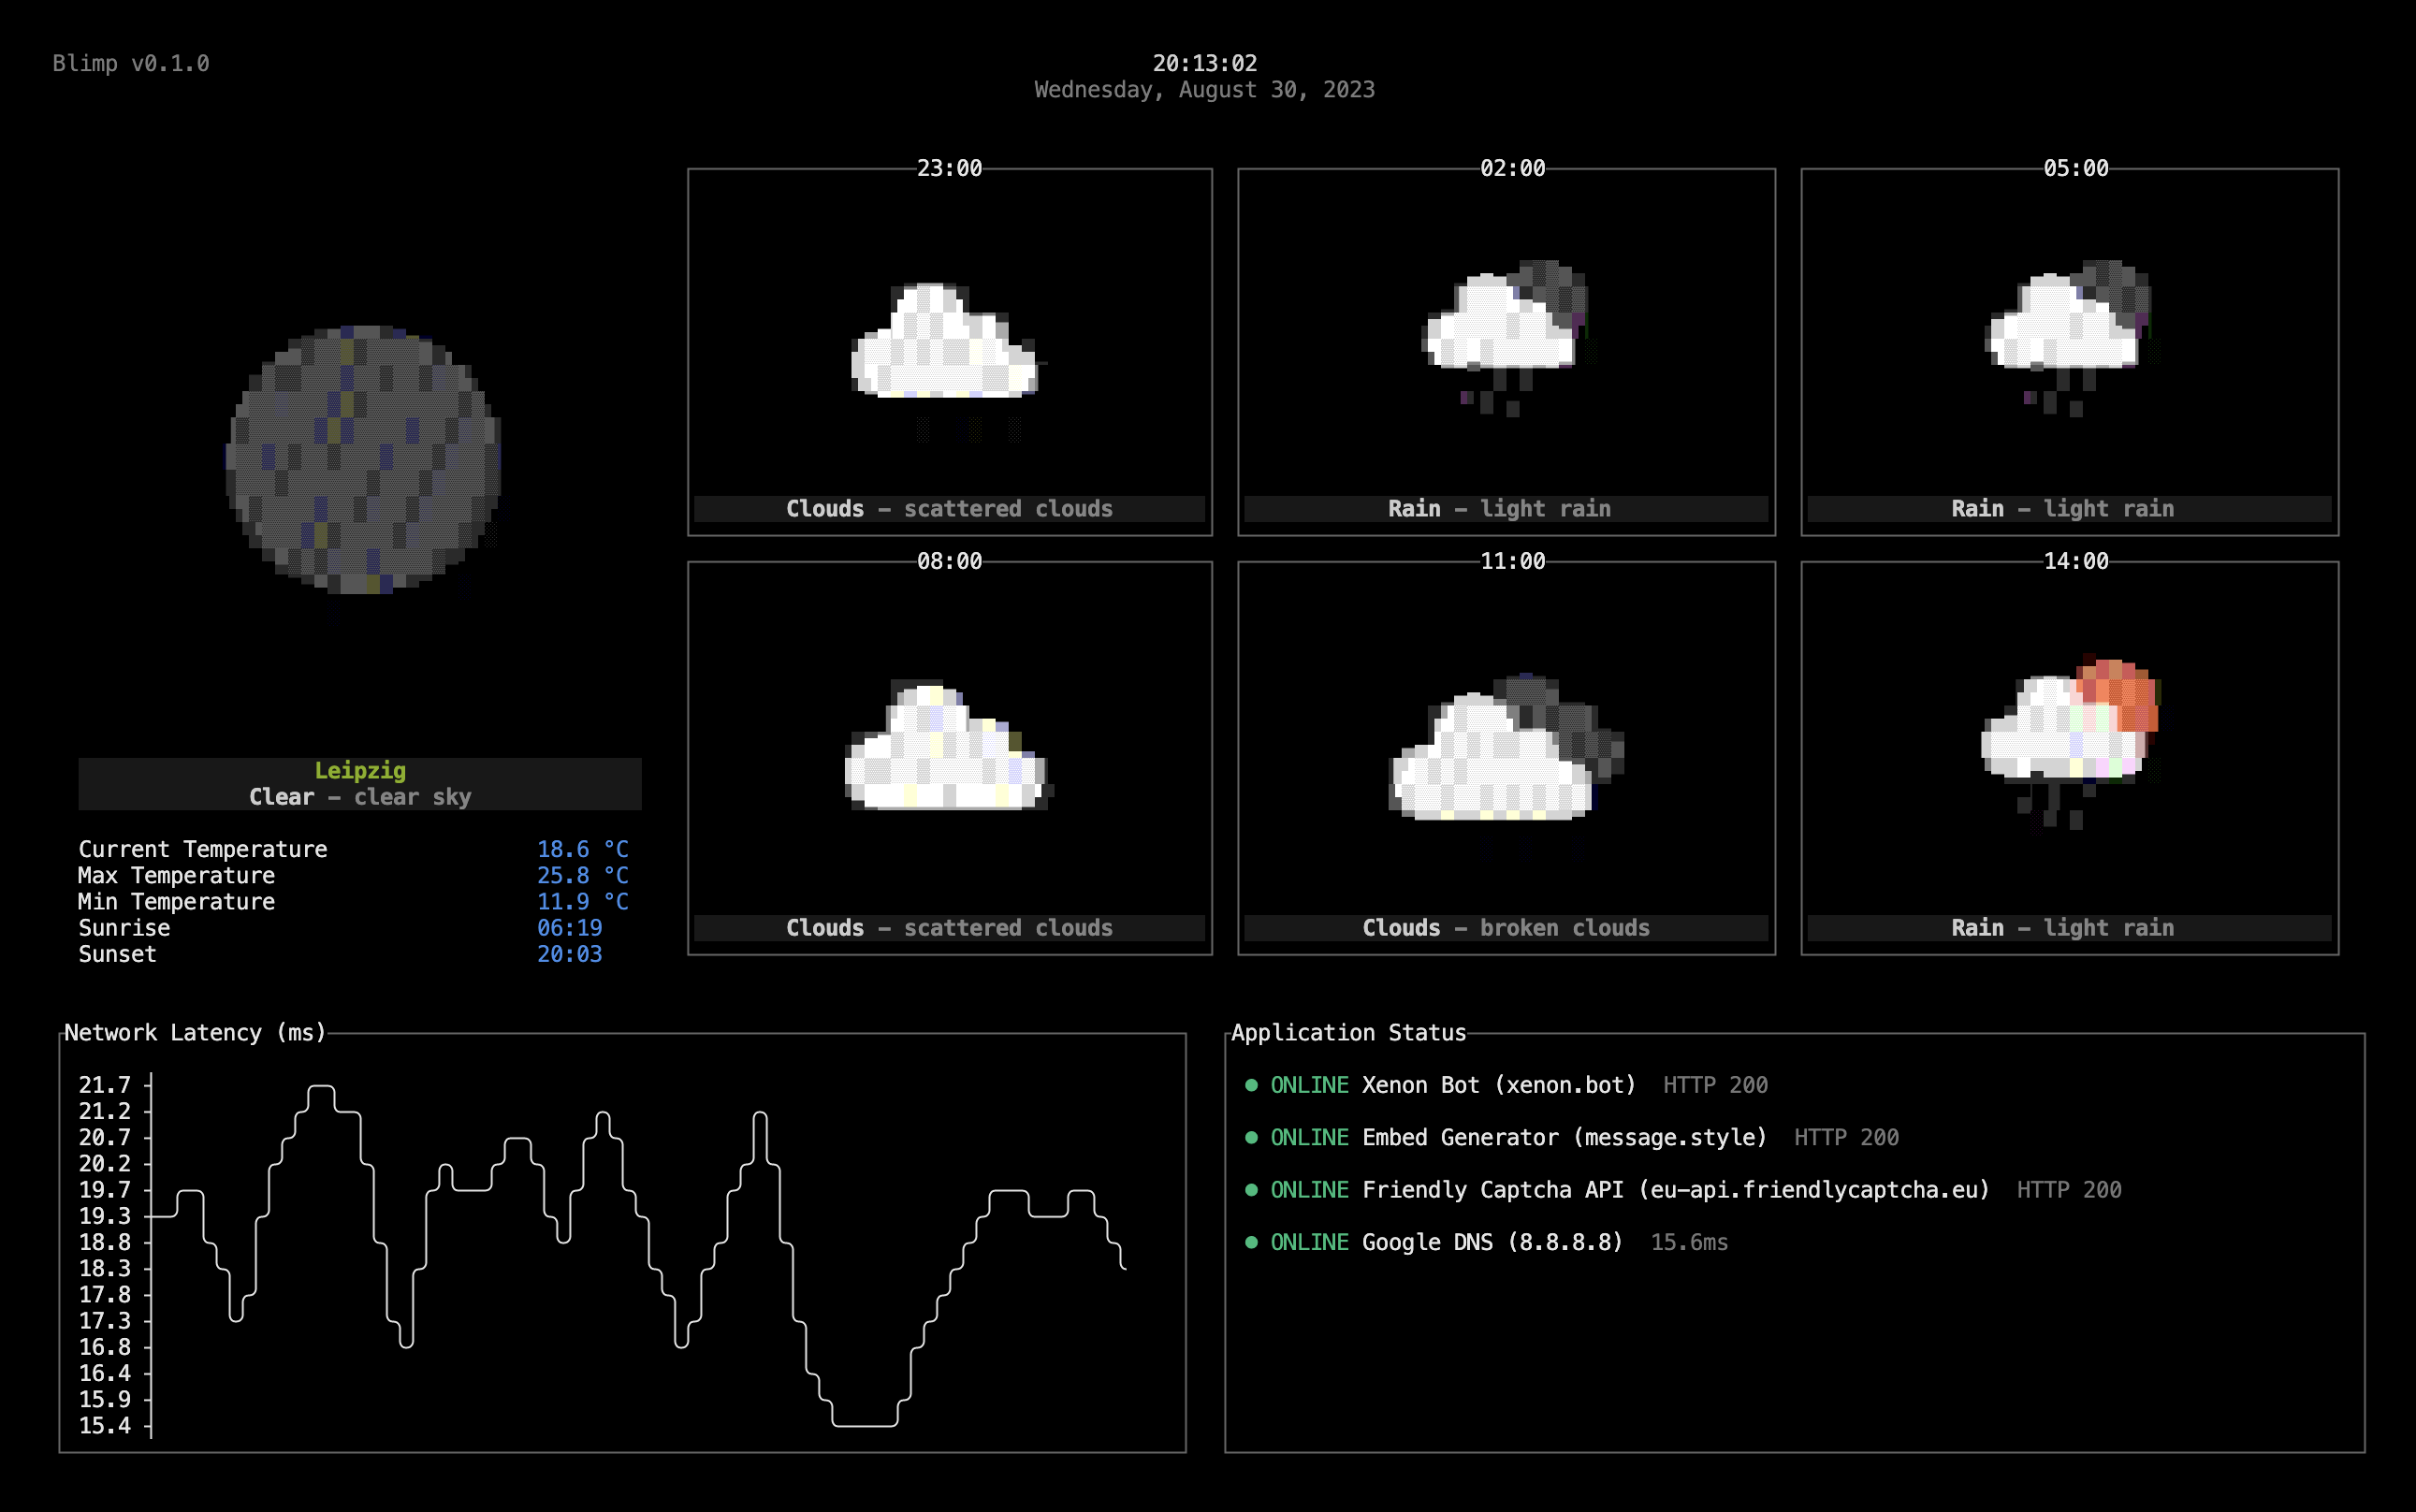 Blimp v0.1.0
20:13:02
Wednesday, August 30, 2023
Leipzig
Clear – clear sky
Current Temperature 18.6 °C
Max Temperature 25.8 °C
Min Temperature 11.9 °C
Sunrise 06:19
Sunset 20:03
23:00
Clouds – scattered clouds
02:00
Rain – light rain
05:00
Rain – light rain
08:00
Clouds – scattered clouds
11:00
Clouds – broken clouds
14:00
Rain – light rain
Network Latency (ms)
21.7
21.2
20.7
20.2
19.7
19.3
18.8
18.3
17.8
17.3
16.8
16.4
15.9
15.4
Application Status
● ONLINE Xenon Bot (xenon.bot) HTTP 200
● ONLINE Embed Generator (message.style) HTTP 200
● ONLINE Friendly Captcha API (eu-api.friendlycaptcha.eu) HTTP 200
● ONLINE Google DNS (8.8.8.8) 15.6ms